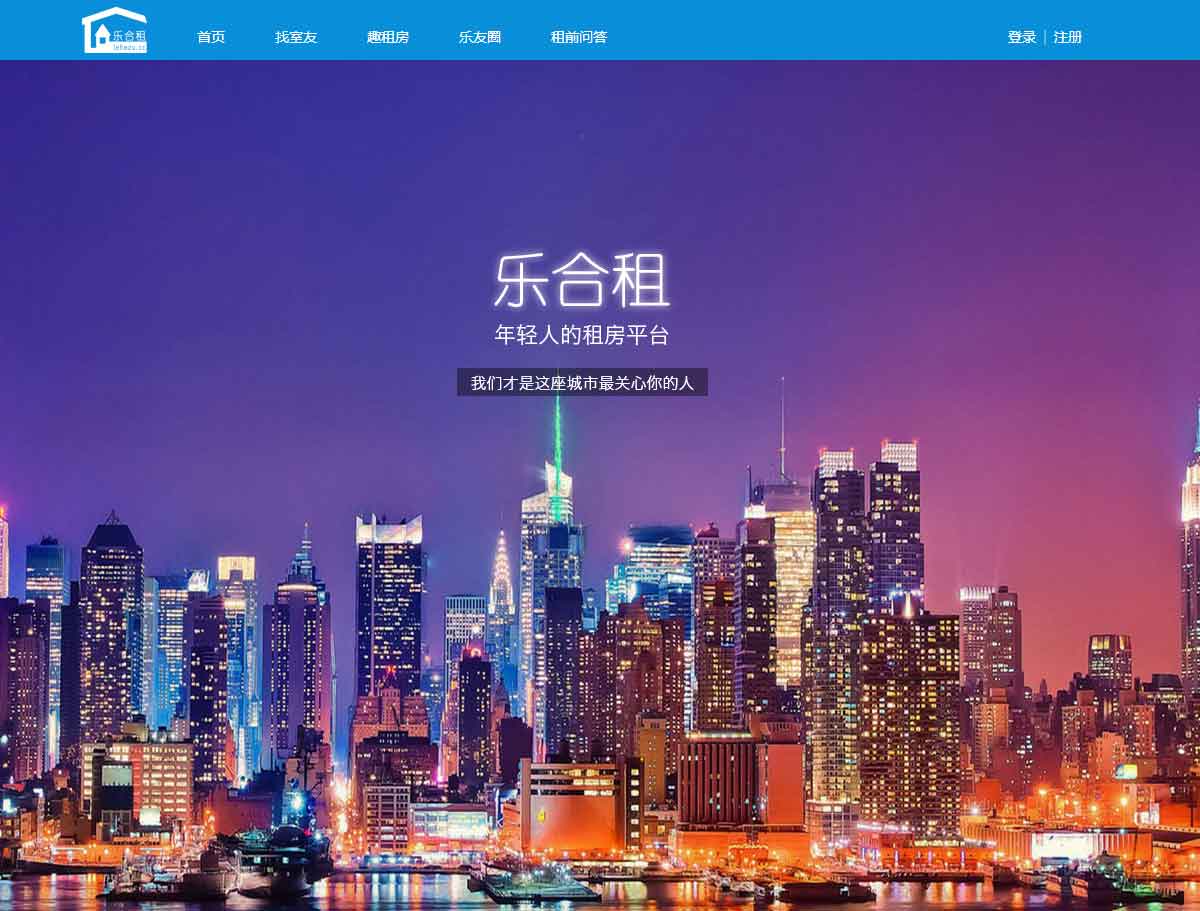 乐合租
lehezu.cc
首页
找室友
趣租房
乐友圈
租前问答
登录 | 注册
乐合租
年轻人的租房平台
我们才是这座城市最关心你的人